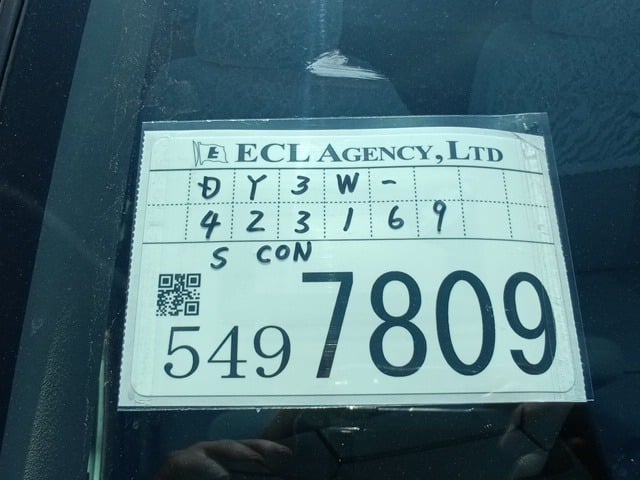 E ECL AGENCY, LTD
DY3W-
423169
S CON
549 7809